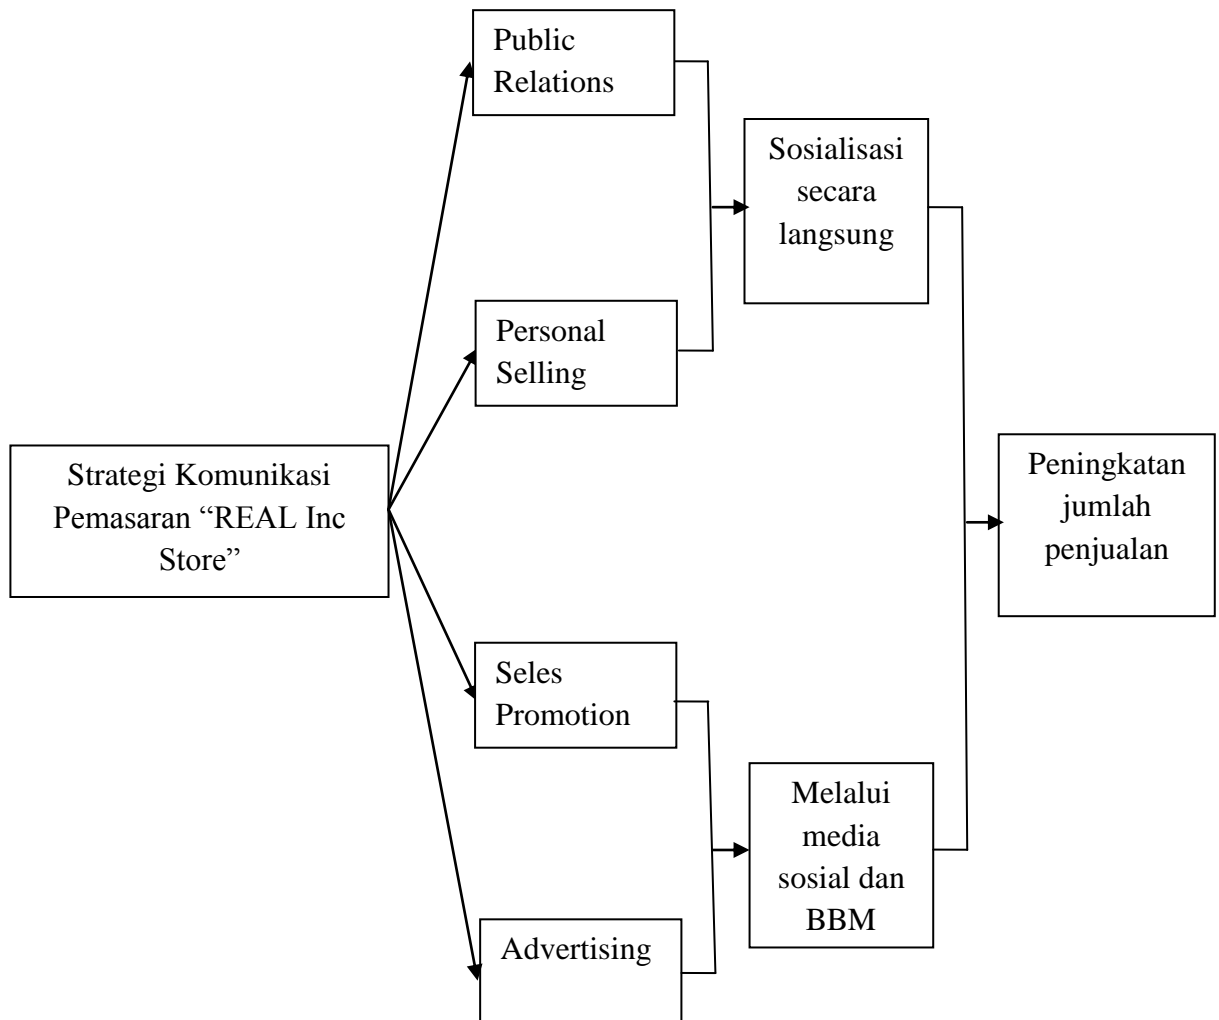 Public
Relations
Sosialisasi
secara
langsung
Personal
Selling
Strategi Komunikasi
Pemasaran “REAL Inc
Store”
Peningkatan
jumlah
penjualan
Seles
Promotion
Melalui
media
sosial dan
BBM
Advertising